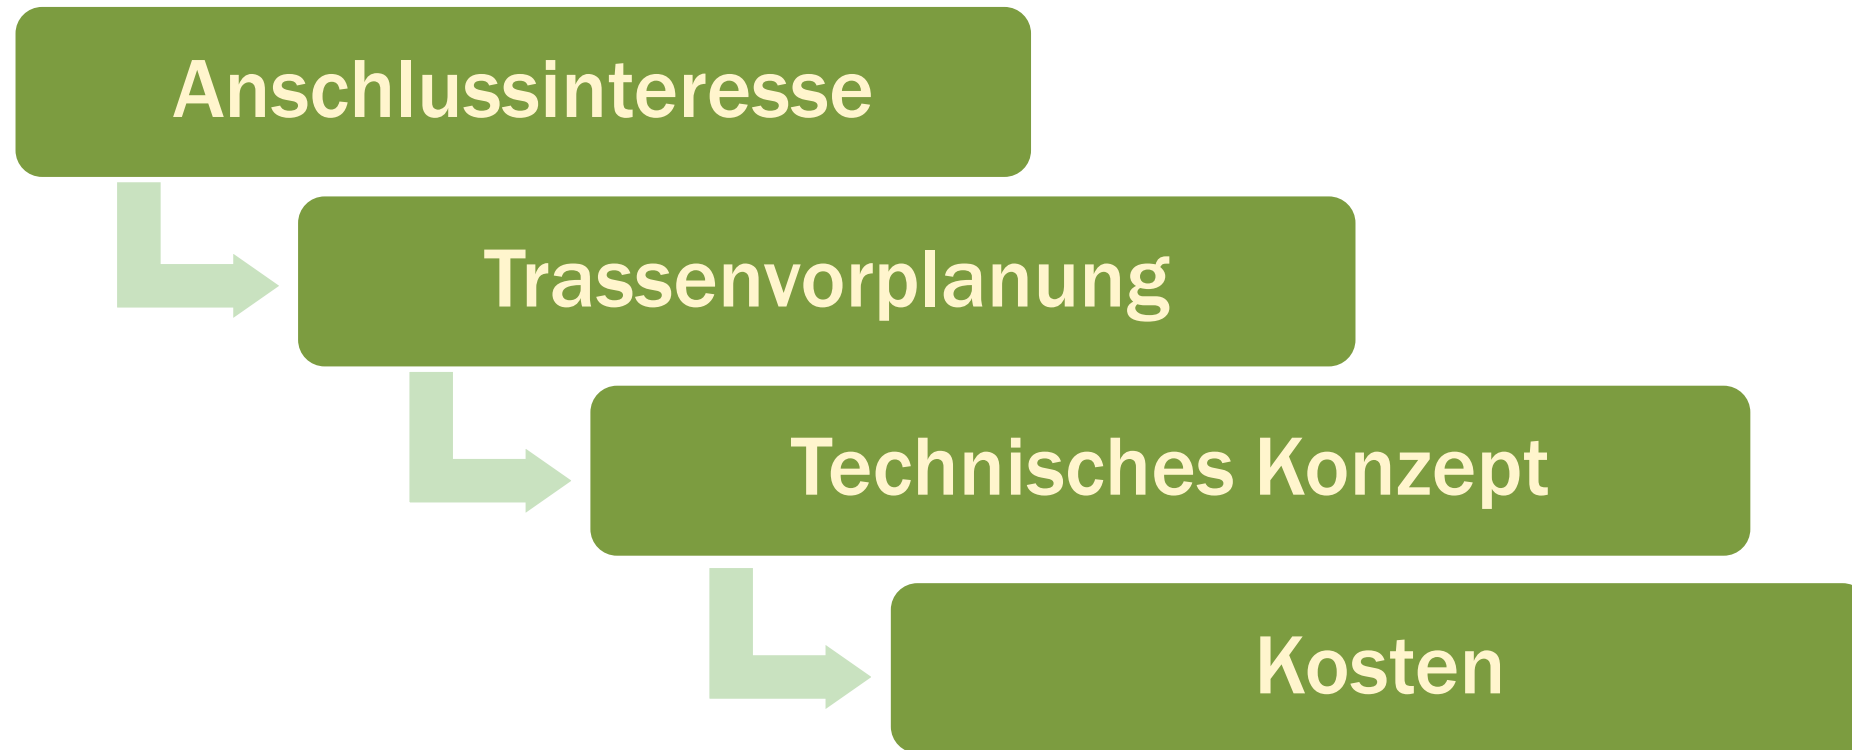 Anschlussinteresse
Trassenvorplanung
Technisches Konzept
Kosten